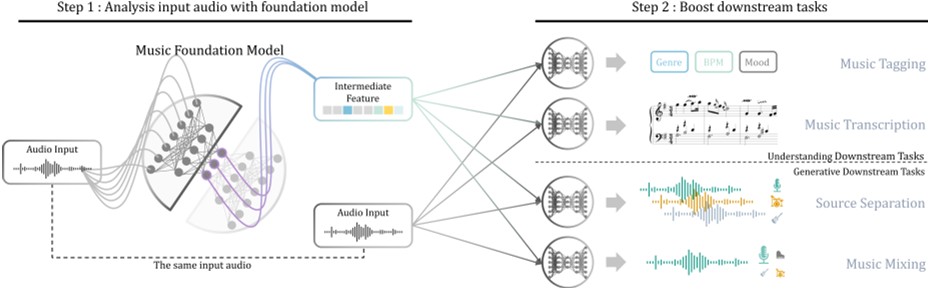 Step 1 : Analysis input audio with foundation model
Step 2 : Boost downstream tasks
Music Foundation Model
Audio Input
Intermediate
Feature
Audio Input
The same input audio
Genre
BPM
Mood
Music Tagging
Music Transcription
Understanding Downstream Tasks
Generative Downstream Tasks
Source Separation
Music Mixing